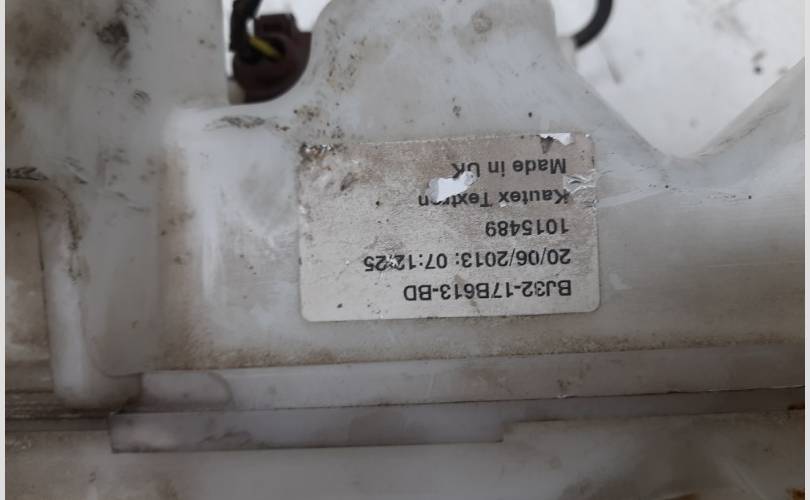 BJ32-17B613-BD
20/06/2013: 07:12:25
1015489
Kautex Textron
Made in UK